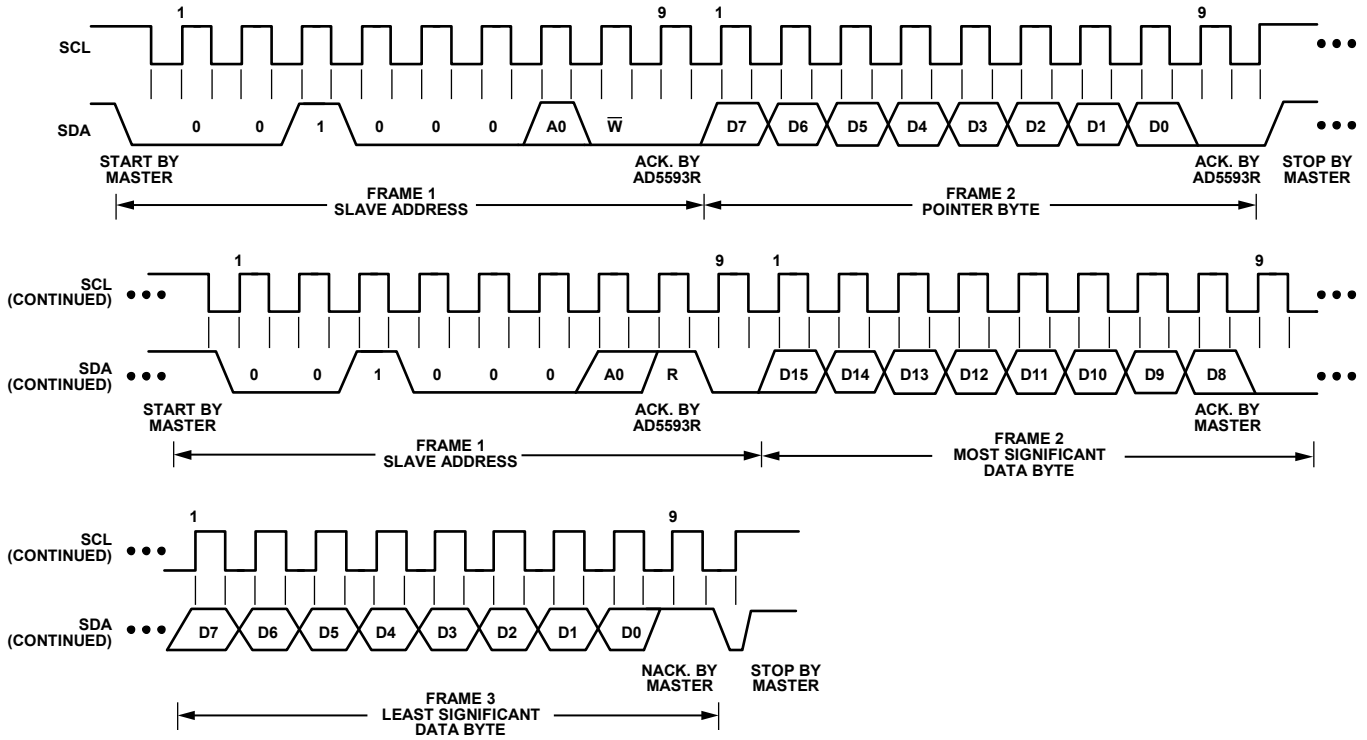 1 9 1 9
SCL
SDA
0 0 1 0 0 0 A0 W̅ D7 D6 D5 D4 D3 D2 D1 D0
START BY
MASTER
ACK. BY
AD5593R
ACK. BY
AD5593R
STOP BY
MASTER
FRAME 1
SLAVE ADDRESS
FRAME 2
POINTER BYTE
1 9 1 9
SCL
(CONTINUED)
SDA
(CONTINUED)
0 0 1 0 0 0 A0 R D15 D14 D13 D12 D11 D10 D9 D8
START BY
MASTER
ACK. BY
AD5593R
ACK. BY
MASTER
FRAME 1
SLAVE ADDRESS
FRAME 2
MOST SIGNIFICANT
DATA BYTE
1 9
SCL
(CONTINUED)
SDA
(CONTINUED)
D7 D6 D5 D4 D3 D2 D1 D0
NACK. BY
MASTER
STOP BY
MASTER
FRAME 3
LEAST SIGNIFICANT
DATA BYTE